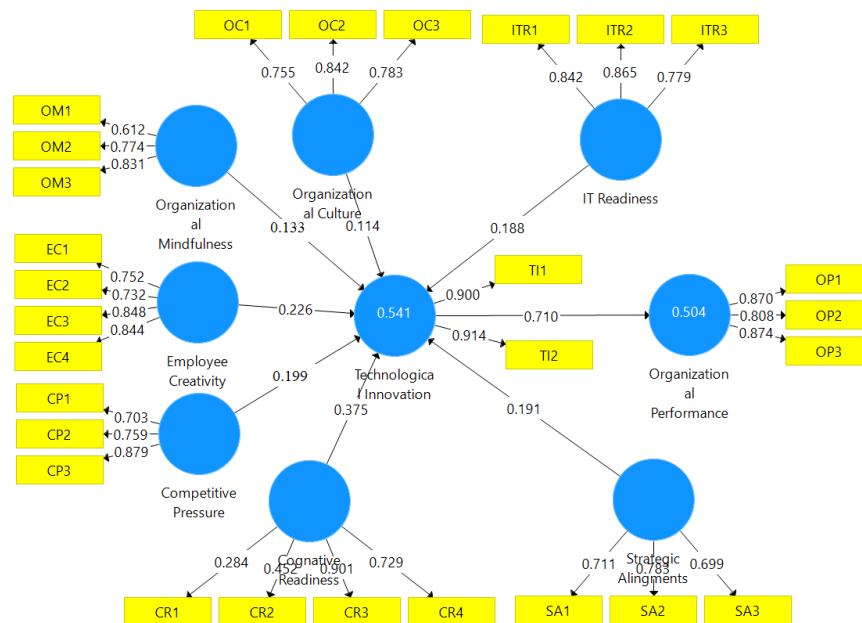 OC1
OC2
OC3
ITR1
ITR2
ITR3
0.755
0.842
0.783
0.842
0.865
0.779
OM1
OM2
OM3
0.612
0.774
0.831
Organization
al
Mindfulness
Organization
al Culture
IT Readiness
0.133
0.114
0.188
EC1
EC2
EC3
EC4
0.752
0.732
0.848
0.844
Employee
Creativity
0.226
0.541
Technologica
l Innovation
TI1
0.900
0.914
TI2
0.710
0.504
Organization
al
Performance
0.870
0.808
0.874
OP1
OP2
OP3
CP1
CP2
CP3
0.703
0.759
0.879
Competitive
Pressure
0.199
0.375
0.191
Cognative
Readiness
0.284
0.452
0.901
0.729
CR1
CR2
CR3
CR4
Strategic
Alingments
0.711
0.783
0.699
SA1
SA2
SA3